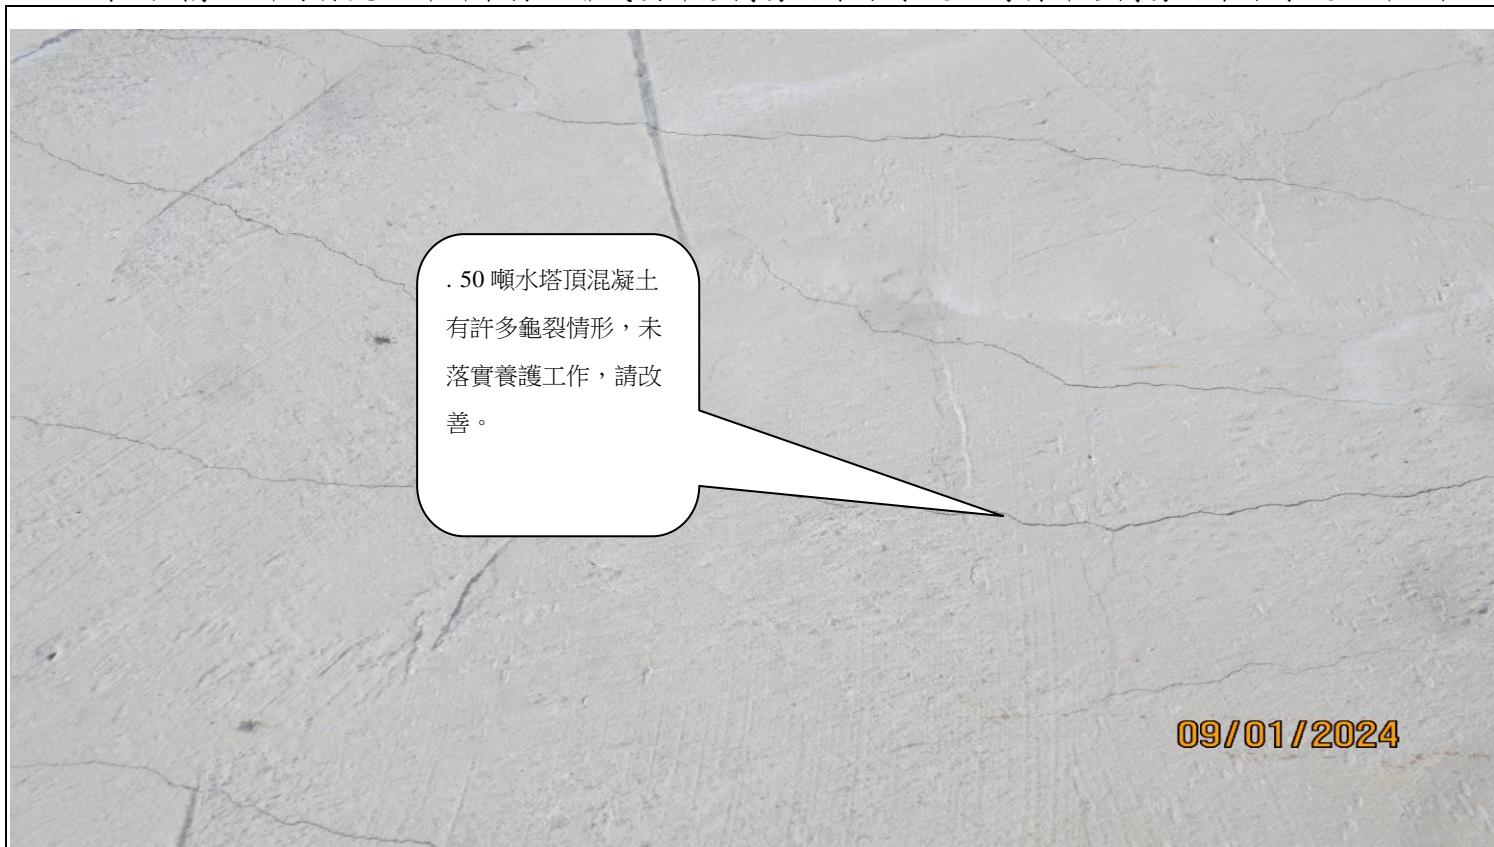 . 50 噸水塔頂混凝土
有許多龜裂情形，未
落實養護工作，請改
善。
09/01/2024